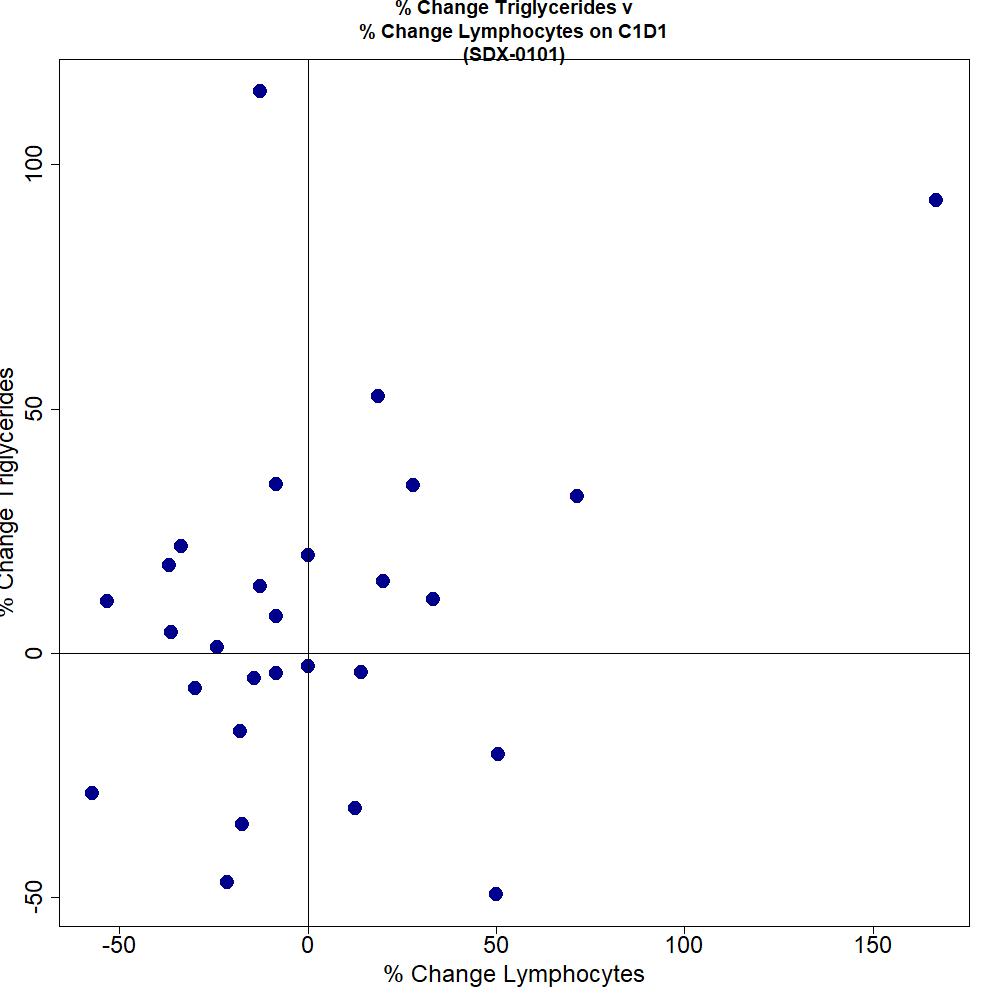 % Change Triglycerides v
% Change Lymphocytes on C1D1
(SDX-0101)
% Change Triglycerides
100
50
0
-50
-50
0
50
100
150
% Change Lymphocytes